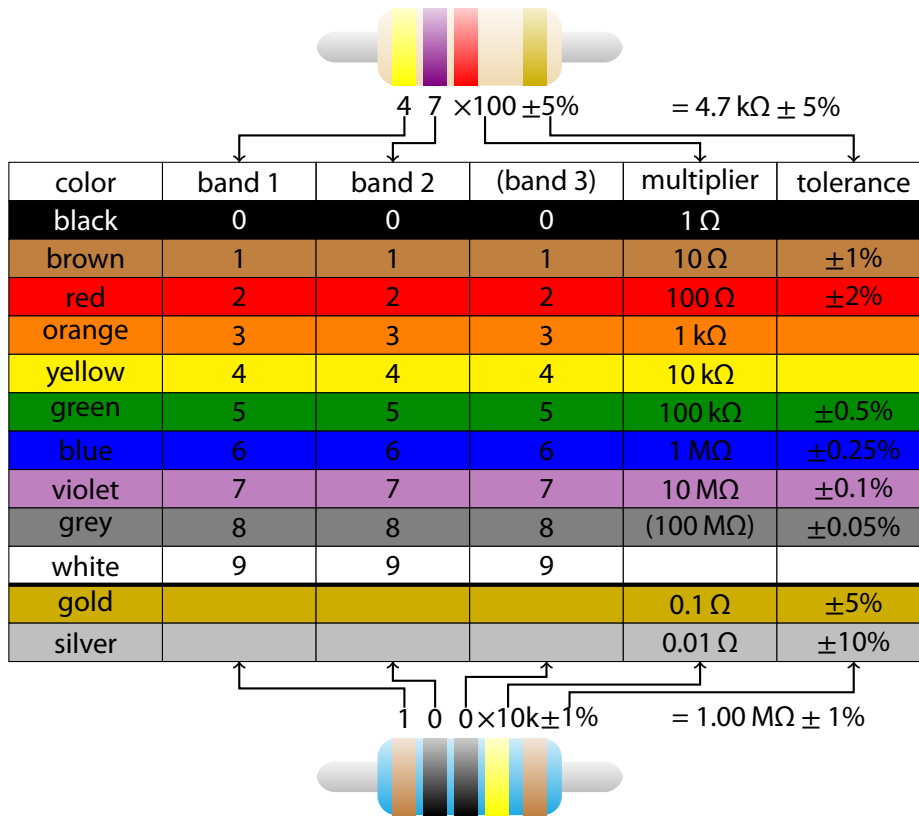 4 7 ×100 ±5% = 4.7 kΩ ± 5%
color band 1 band 2 (band 3) multiplier tolerance
black 0 0 0 1 Ω
brown 1 1 1 10 Ω ±1%
red 2 2 2 100 Ω ±2%
orange 3 3 3 1 kΩ
yellow 4 4 4 10 kΩ
green 5 5 5 100 kΩ ±0.5%
blue 6 6 6 1 MΩ ±0.25%
violet 7 7 7 10 MΩ ±0.1%
grey 8 8 8 (100 MΩ) ±0.05%
white 9 9 9
gold 0.1 Ω ±5%
silver 0.01 Ω ±10%
1 0 0 ×10k ±1% = 1.00 MΩ ± 1%